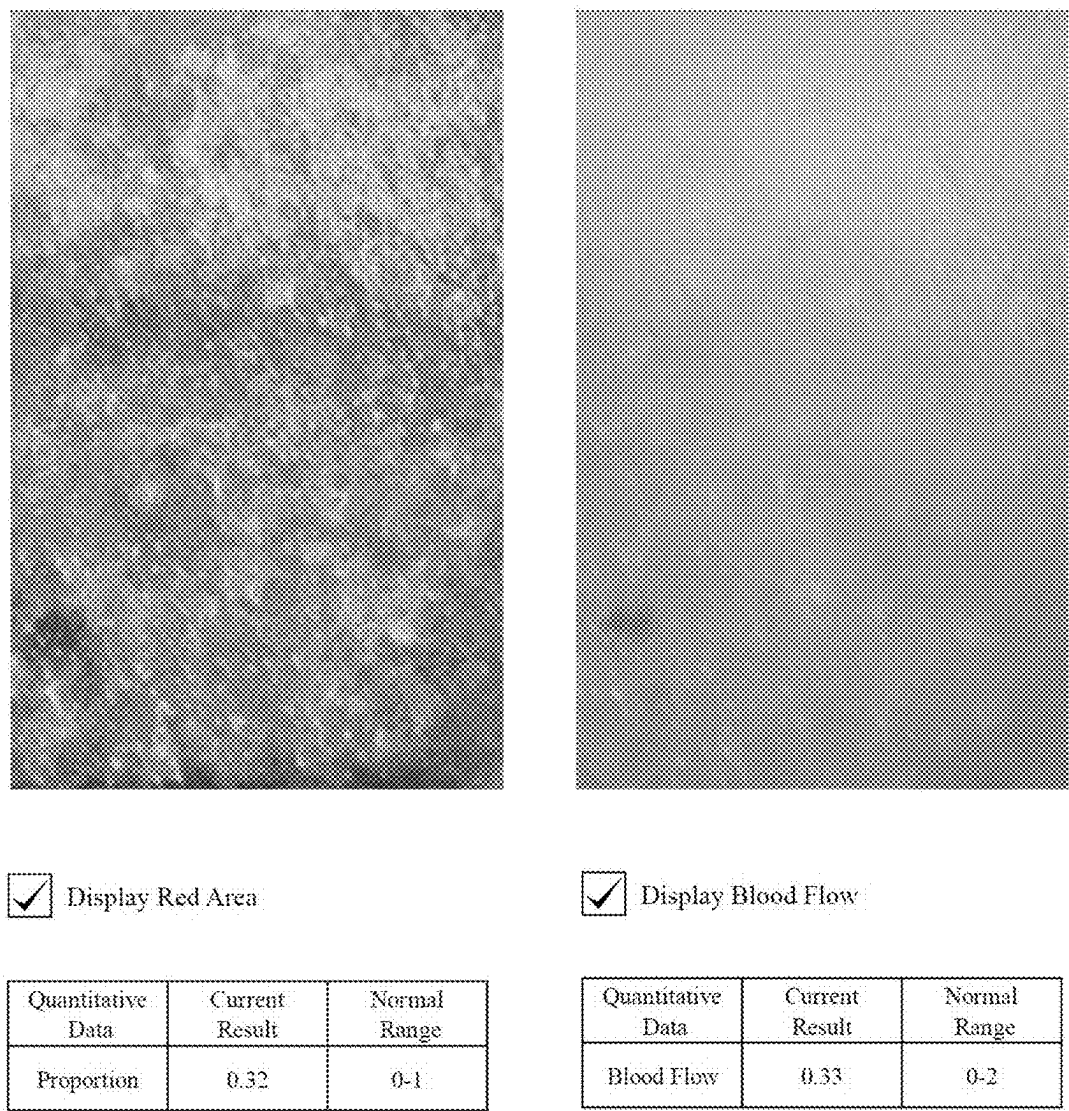 Display Red Area
Display Blood Flow
Quantitative Data Current Result Normal Range
Proportion 0.32 0-1
Quantitative Data Current Result Normal Range
Blood Flow 0.33 0-2